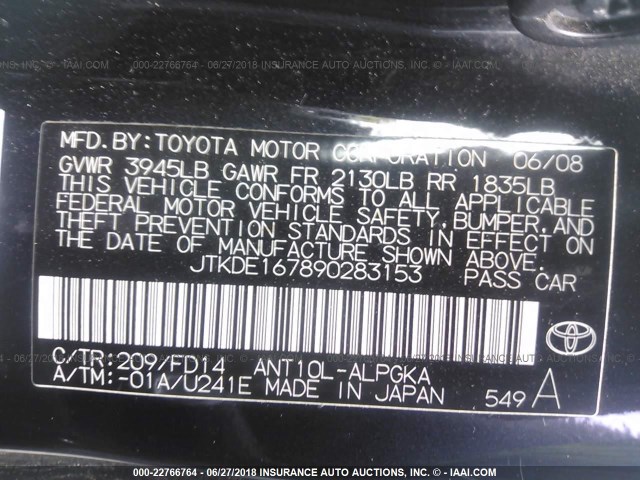 000-22766764 / 06/27/2018 INSURANCE AUTO AUCTIONS, INC. © - IAAI.COM
MFD.BY:TOYOTA MOTOR CORPORATION 06/08
GVWR 3945LB GAWR FR 2130LB RR 1835LB
THIS VEHICLE CONFORMS TO ALL APPLICABLE
FEDERAL MOTOR VEHICLE SAFETY,BUMPER,AND
THEFT PREVENTION STANDARDS IN EFFECT ON
THE DATE OF MANUFACTURE SHOWN ABOVE.
JTKDE167890283153 PASS CAR
C/TR:209/FD14 ANT10L-ALPGKA
A/TM:-01A/U241E MADE IN JAPAN 549 A
TOYOTA
000-22766764 / 06/27/2018 INSURANCE AUTO AUCTIONS, INC. © - IAAI.COM